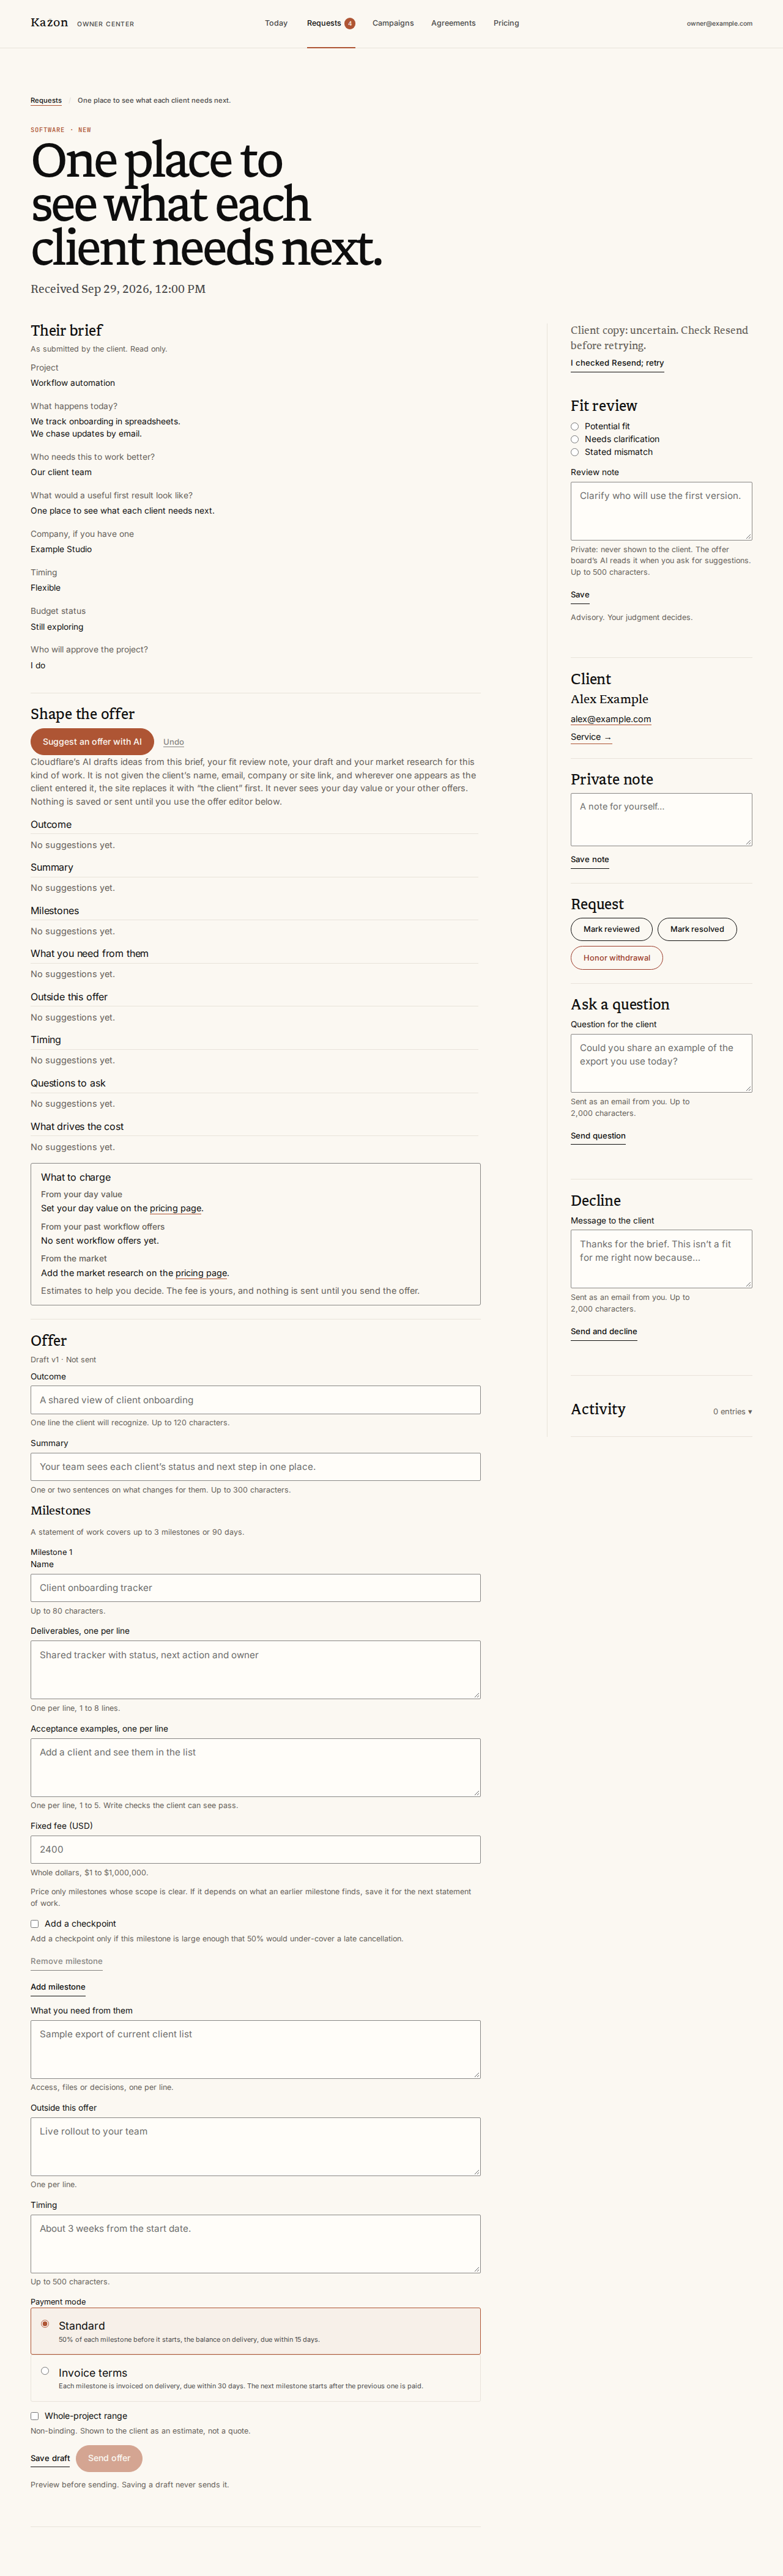 Kazon OWNER CENTER
Today
Requests 4
Campaigns
Agreements
Pricing
owner@example.com
Requests / One place to see what each client needs next.
SOFTWARE · NEW
One place to
see what each
client needs next.
Received Sep 29, 2026, 12:00 PM
Their brief
As submitted by the client. Read only.
Project
Workflow automation
What happens today?
We track onboarding in spreadsheets.
We chase updates by email.
Who needs this to work better?
Our client team
What would a useful first result look like?
One place to see what each client needs next.
Company, if you have one
Example Studio
Timing
Flexible
Budget status
Still exploring
Who will approve the project?
I do
Shape the offer
Suggest an offer with AI
Undo
Cloudflare's AI drafts ideas from this brief, your fit review note, your draft and your market research for this
kind of work. It is not given the client's name, email, company or site link, and wherever one appears as the
client entered it, the site replaces it with “the client” first. It never sees your day value or your other offers.
Nothing is saved or sent until you use the offer editor below.
Outcome
No suggestions yet.
Summary
No suggestions yet.
Milestones
No suggestions yet.
What you need from them
No suggestions yet.
Outside this offer
No suggestions yet.
Timing
No suggestions yet.
Questions to ask
No suggestions yet.
What drives the cost
No suggestions yet.
What to charge
From your day value
Set your day value on the pricing page.
From your past workflow offers
No sent workflow offers yet.
From the market
Add the market research on the pricing page.
Estimates to help you decide. The fee is yours, and nothing is sent until you send the offer.
Offer
Draft v1 · Not sent
Outcome
A shared view of client onboarding
One line the client will recognize. Up to 120 characters.
Summary
Your team sees each client's status and next step in one place.
One or two sentences on what changes for them. Up to 300 characters.
Milestones
A statement of work covers up to 3 milestones or 90 days.
Milestone 1
Name
Client onboarding tracker
Up to 80 characters.
Deliverables, one per line
Shared tracker with status, next action and owner
One per line, 1 to 8 lines.
Acceptance examples, one per line
Add a client and see them in the list
One per line, 1 to 5. Write checks the client can see pass.
Fixed fee (USD)
2400
Whole dollars, $1 to $1,000,000.
Price only milestones whose scope is clear. If it depends on what an earlier milestone finds, save it for the next statement
of work.
Add a checkpoint
Add a checkpoint only if this milestone is large enough that 50% would under-cover a late cancellation.
Remove milestone
Add milestone
What you need from them
Sample export of current client list
Access, files or decisions, one per line.
Outside this offer
Live rollout to your team
One per line.
Timing
About 3 weeks from the start date.
Up to 500 characters.
Payment mode
Standard
50% of each milestone before it starts, the balance on delivery, due within 15 days.
Invoice terms
Each milestone is invoiced on delivery, due within 30 days. The next milestone starts after the previous one is paid.
Whole-project range
Non-binding. Shown to the client as an estimate, not a quote.
Save draft
Send offer
Preview before sending. Saving a draft never sends it.
Client copy: uncertain. Check Resend
before retrying.
I checked Resend; retry
Fit review
Potential fit
Needs clarification
Stated mismatch
Review note
Clarify who will use the first version.
Private: never shown to the client. The offer
board's AI reads it when you ask for suggestions.
Up to 500 characters.
Save
Advisory. Your judgment decides.
Client
Alex Example
alex@example.com
Service →
Private note
A note for yourself…
Save note
Request
Mark reviewed
Mark resolved
Honor withdrawal
Ask a question
Question for the client
Could you share an example of the
export you use today?
Sent as an email from you. Up to
2,000 characters.
Send question
Decline
Message to the client
Thanks for the brief. This isn't a fit
for me right now because…
Sent as an email from you. Up to
2,000 characters.
Send and decline
Activity
0 entries ▾